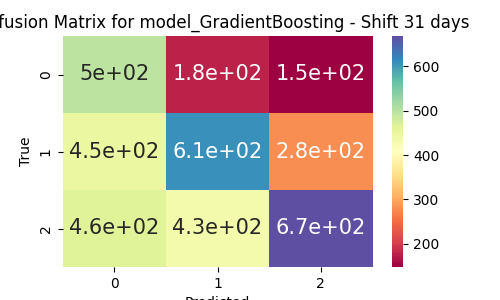 fusion Matrix for model_GradientBoosting - Shift 31 days
0 5e+02 1.8e+02 1.5e+02
1 4.5e+02 6.1e+02 2.8e+02
2 4.6e+02 4.3e+02 6.7e+02
True
0 1 2
Predicted
600
500
400
300
200